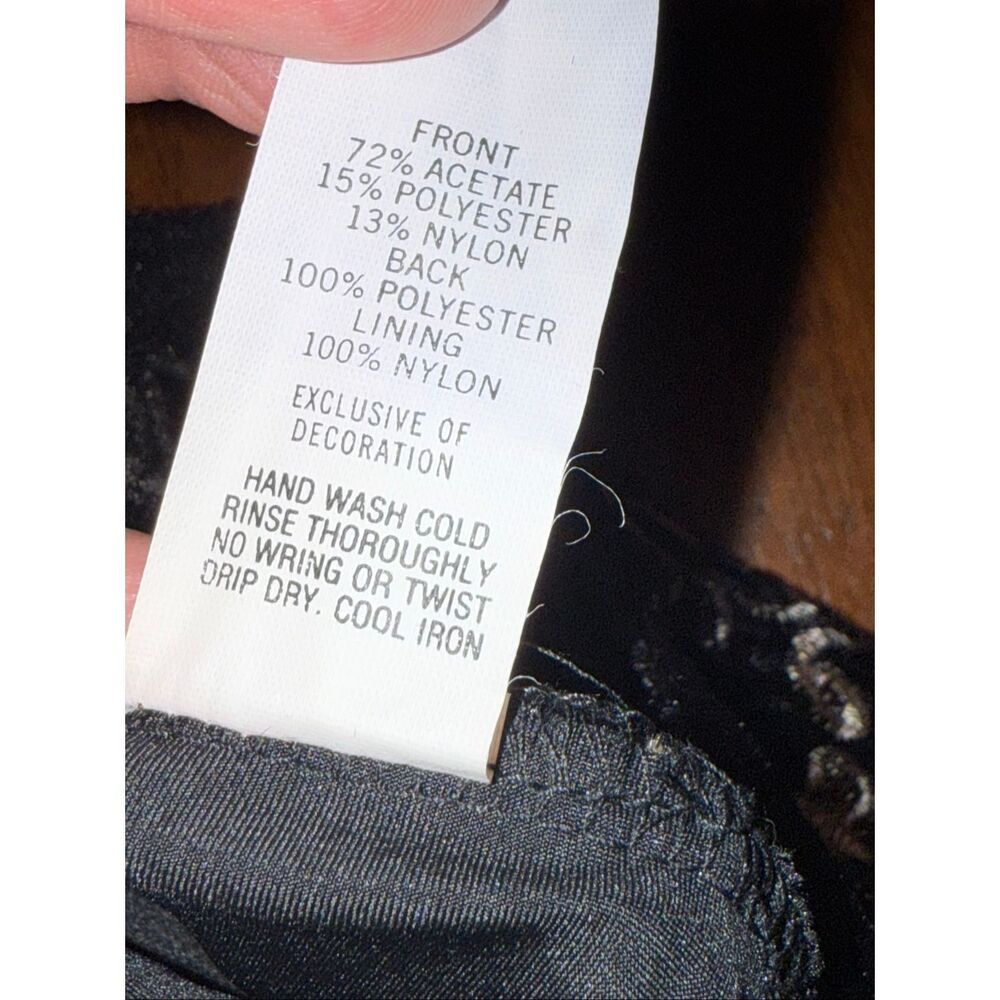 FRONT
72% ACETATE
15% POLYESTER
13% NYLON
BACK
100% POLYESTER
LINING
100% NYLON
EXCLUSIVE OF
DECORATION
HAND WASH COLD
RINSE THOROUGHLY
NO WRING OR TWIST
DRIP DRY. COOL IRON